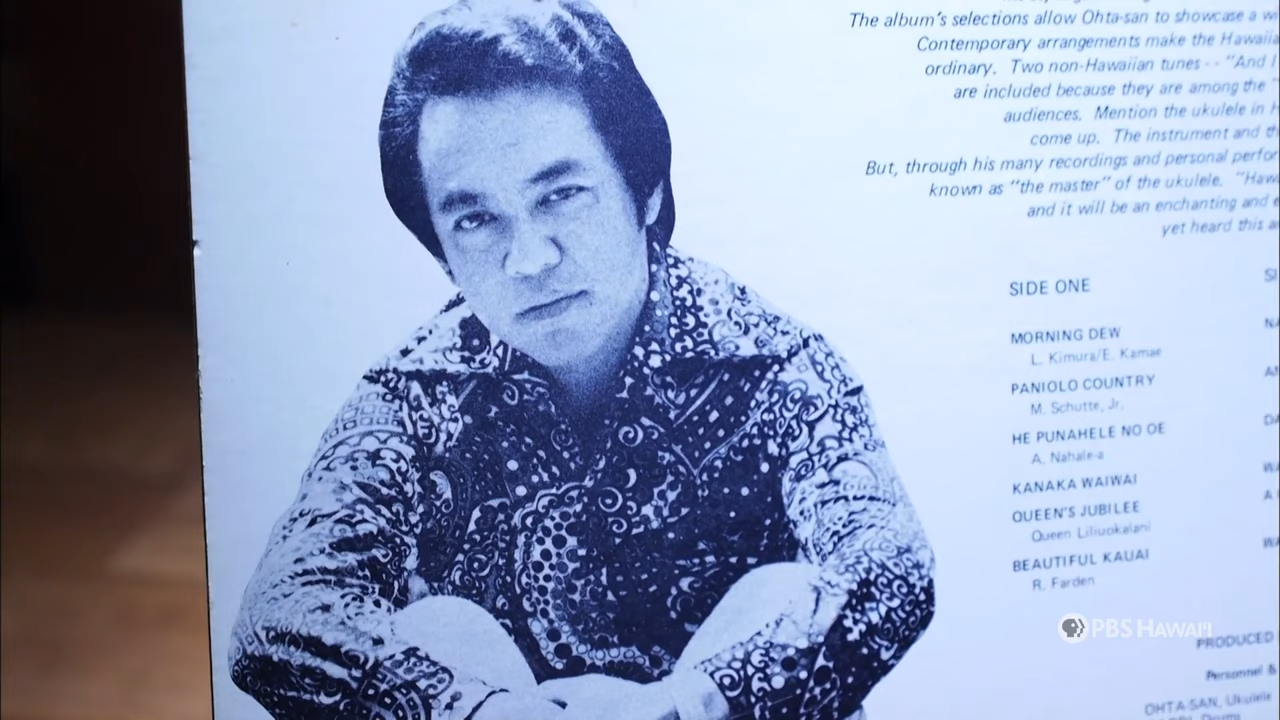 The album's selections allow Ohta-san to showcase a
Contemporary arrangements make the
ordinary. Two non-Hawaiian tunes -- "And I
are included because they are among the
audiences. Mention the ukulele in
come up. The instrument and
But, through his many recordings and personal
known as "the master" of the ukulele.
and it will be an enchanting and
yet heard this
SIDE ONE
MORNING DEW
L. Kimura/E. Kamae
PANIOLO COUNTRY
M. Schutte, Jr.
HE PUNAHELE NO OE
A. Nahale-a
KANAKA WAIWAI
QUEEN'S JUBILEE
Queen Liliuokalani
BEAUTIFUL KAUAI
R. Farden
PBS HAWAI'I
PRODUCED
Personnel &
OHTA-SAN, Ukulele